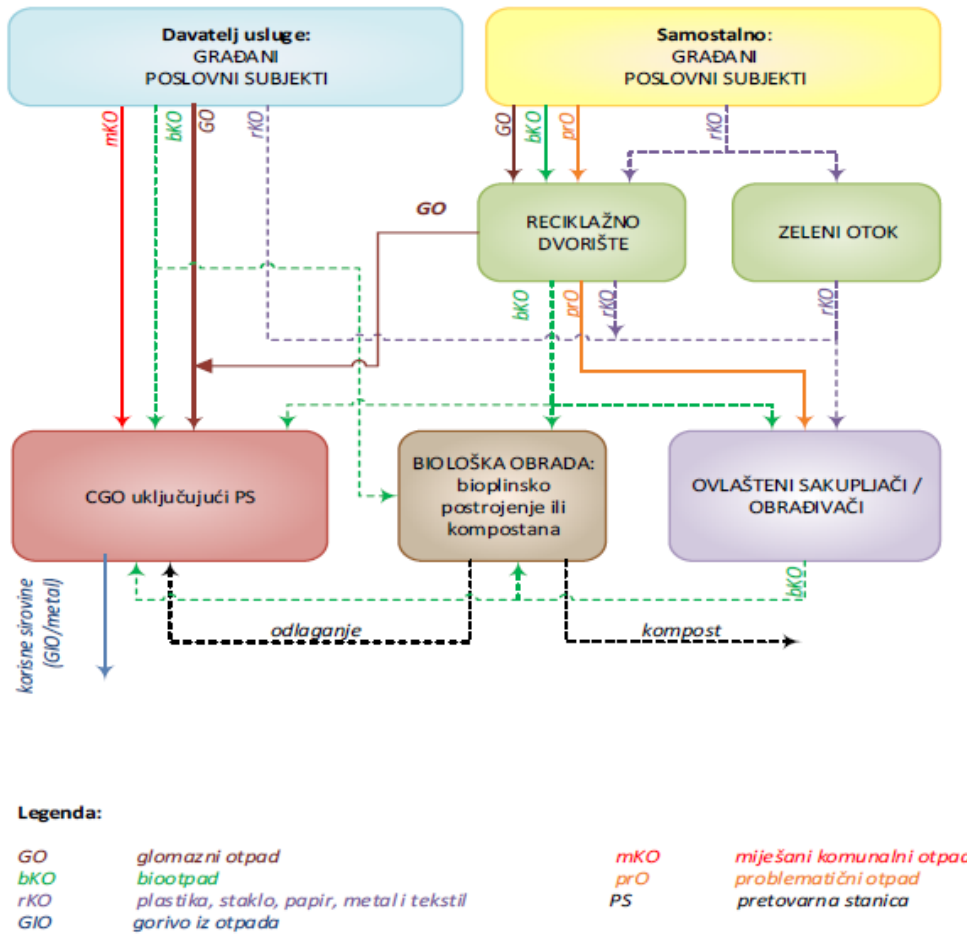 Davatelj usluge:
GRAĐANI
POSLOVNI SUBJEKTI
Samostalno:
GRAĐANI
POSLOVNI SUBJEKTI
mKO
bKO
GO
rKO
GO
bKO
prO
rKO
GO
RECIKLAŽNO
DVORIŠTE
ZELENI OTOK
bKO
prO
rKO
rKO
CGO uključujući PS
BIOLOŠKA OBRADA:
bioplinsko
postrojenje ili
kompostana
OVLAŠTENI SAKUPLJAČI /
OBRAĐIVAČI
bKO
korisne sirovine
(GIO/metal)
odlaganje
kompost
Legenda:
GO glomazni otpad
mKO miješani komunalni otpad
bKO biootpad
prO problematični otpad
rKO plastika, staklo, papir, metal i tekstil
PS pretovarna stanica
GIO gorivo iz otpada